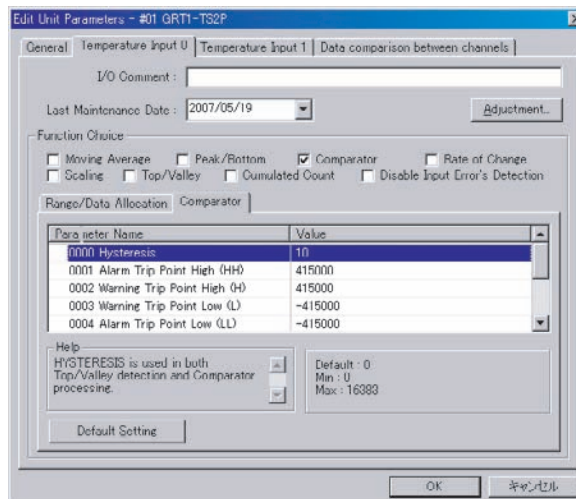 Edit Unit Parameters - #01 GRT1-TS2P
General Temperature Input 0 Temperature Input 1 Data comparison between channels
I/O Comment :
Last Maintenance Date : 2007/05/19 Adjustment...
Function Choice
Moving Average Peak/Bottom Comparator Rate of Change
Scaling Top/Valley Cumulated Count Disable Input Error's Detection
Range/Data Allocation Comparator
Parameter Name Value
0000 Hysteresis 10
0001 Alarm Trip Point High (HH) 415000
0002 Warning Trip Point High (H) 415000
0003 Warning Trip Point Low (L) -415000
0004 Alarm Trip Point Low (LL) -415000
Help
HYSTERESIS is used in both
Top/Valley detection and Comparator
processing.
Default : 0
Min : 0
Max : 16383
Default Setting
OK キャンセル